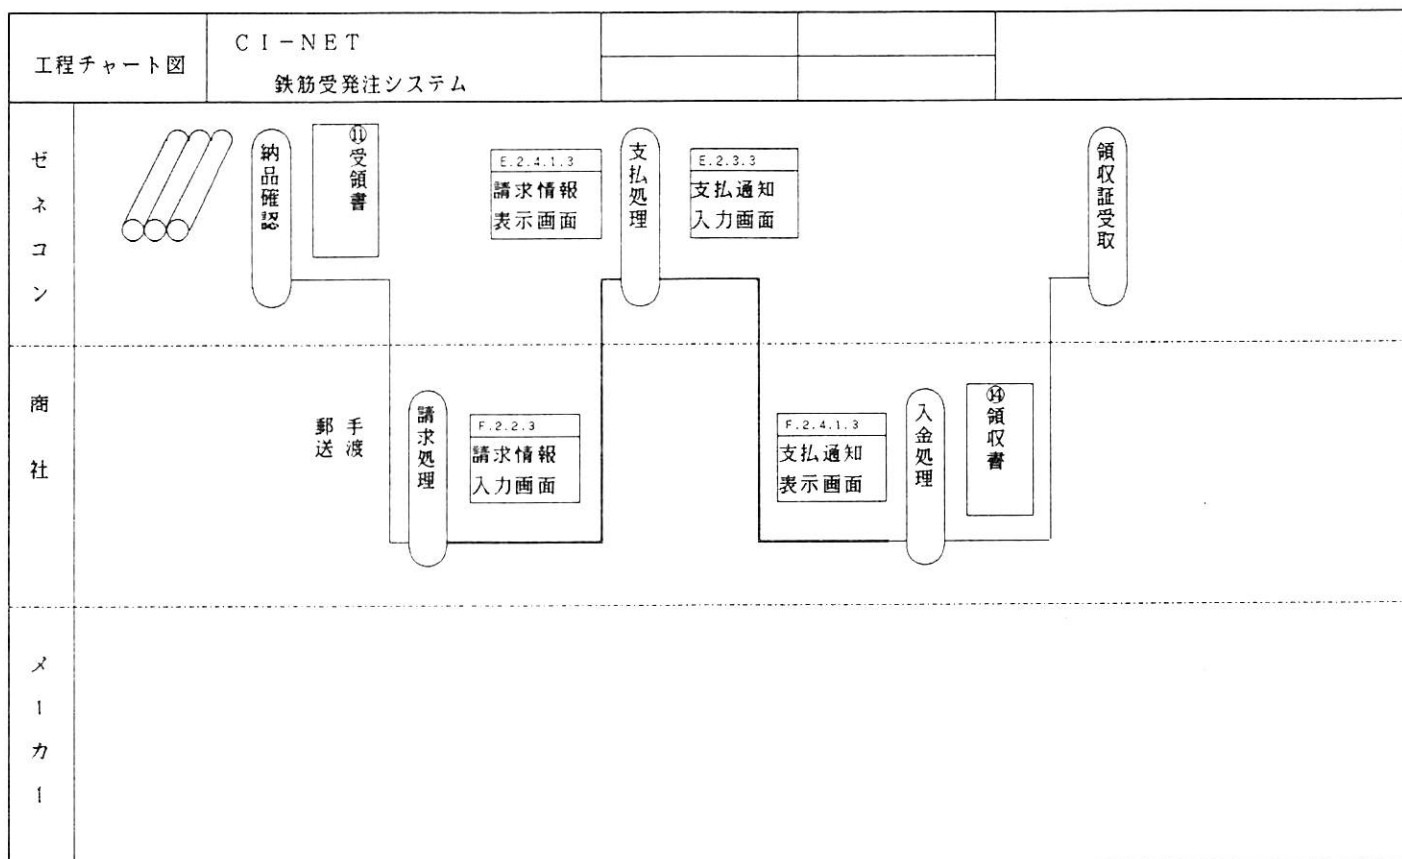 工程チャート図
CI-NET
鉄筋受発注システム
ゼネコン
納品確認
⑪受領書
E.2.4.1.3
請求情報
表示画面
支払処理
E.2.3.3
支払通知
入力画面
領収証受取
商社
手渡
郵送
請求処理
F.2.2.3
請求情報
入力画面
F.2.4.1.3
支払通知
表示画面
入金処理
⑭領収書
メーカー